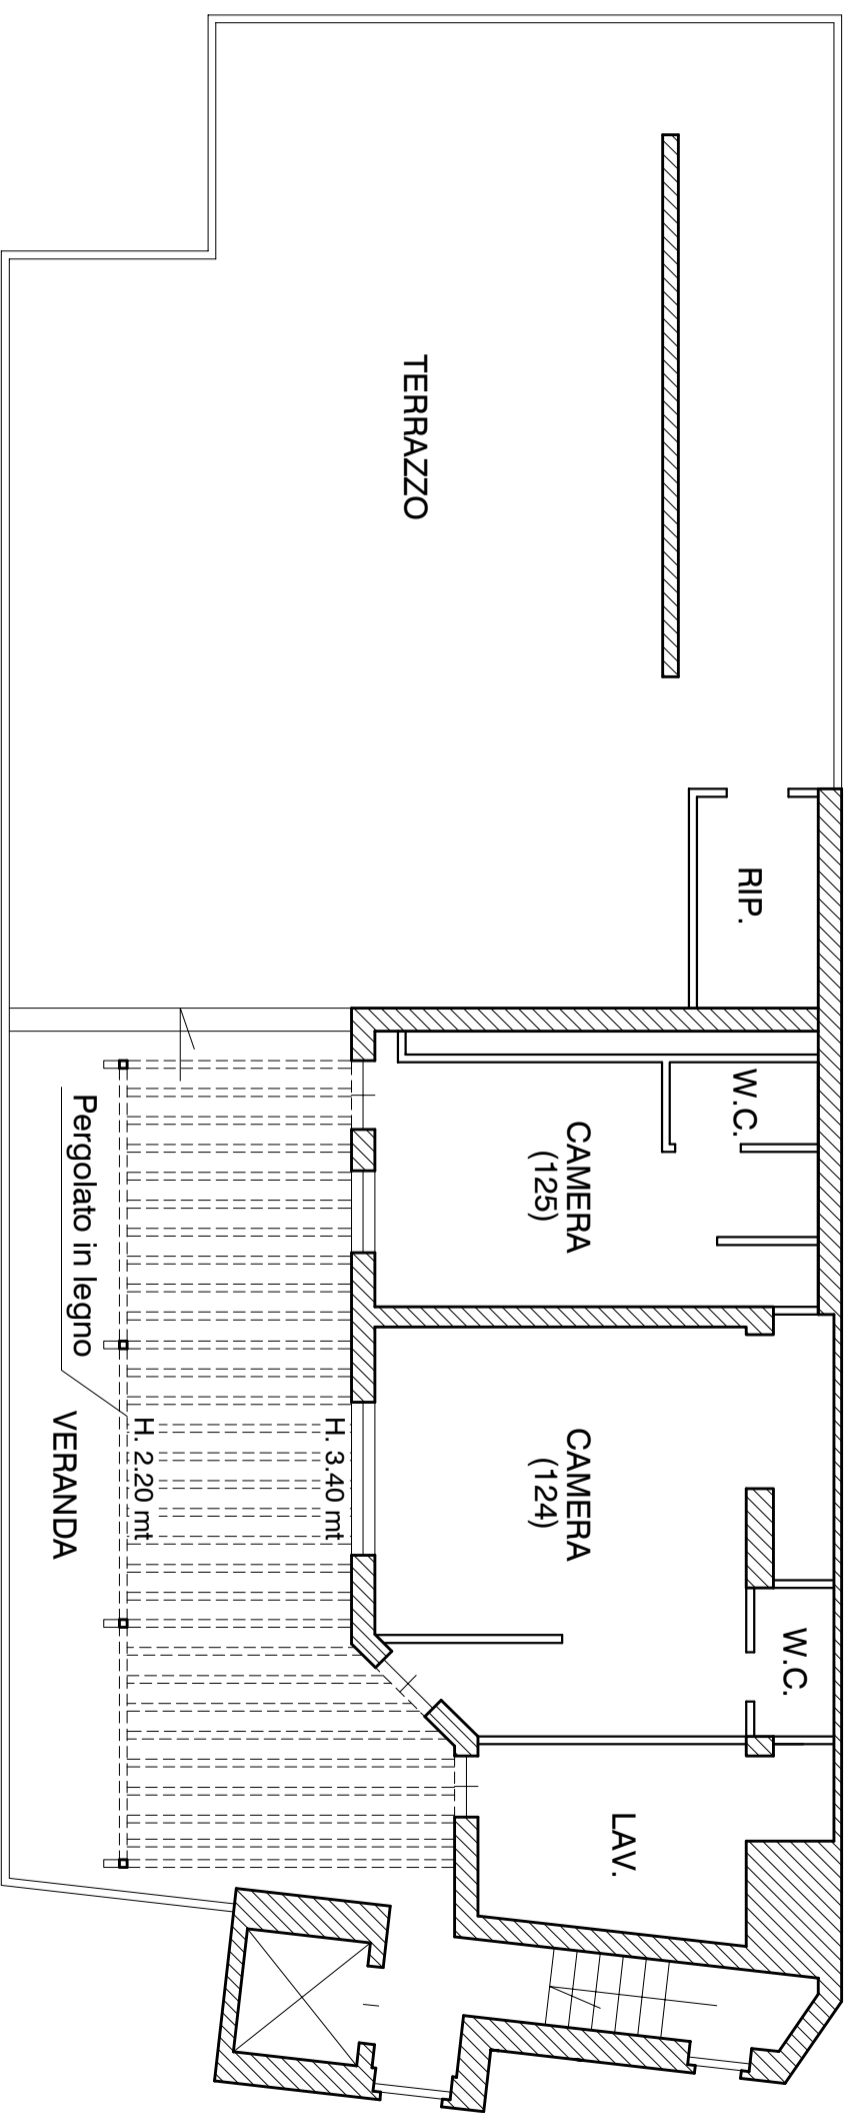 TERRAZZO
RIP.
W.C.
CAMERA
(125)
CAMERA
(124)
W.C.
LAV.
H. 3.40 mt
H. 2.20 mt
Pergolato in legno
VERANDA